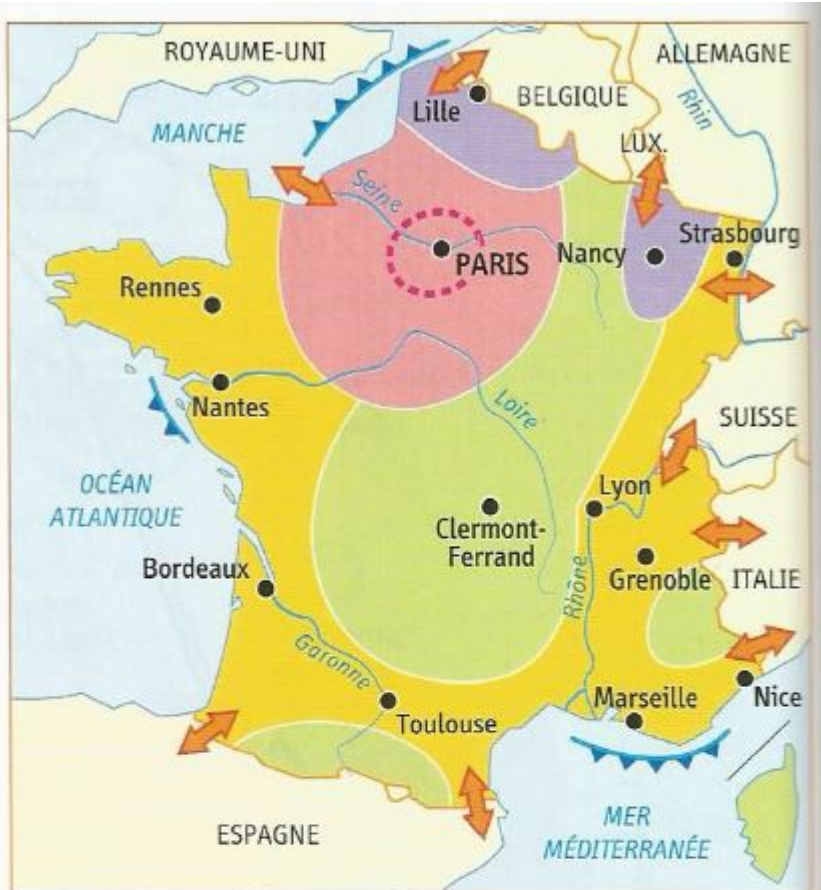 ROYAUME-UNI
ALLEMAGNE
Rhin
BELGIQUE
Lille
MANCHE
LUX.
Seine
PARIS
Nancy
Strasbourg
Rennes
Nantes
Loire
SUISSE
OCÉAN
ATLANTIQUE
Lyon
Clermont-
Ferrand
Bordeaux
Rhône
Grenoble
ITALIE
Garonne
Toulouse
Marseille
Nice
ESPAGNE
MER
MÉDITERRANÉE